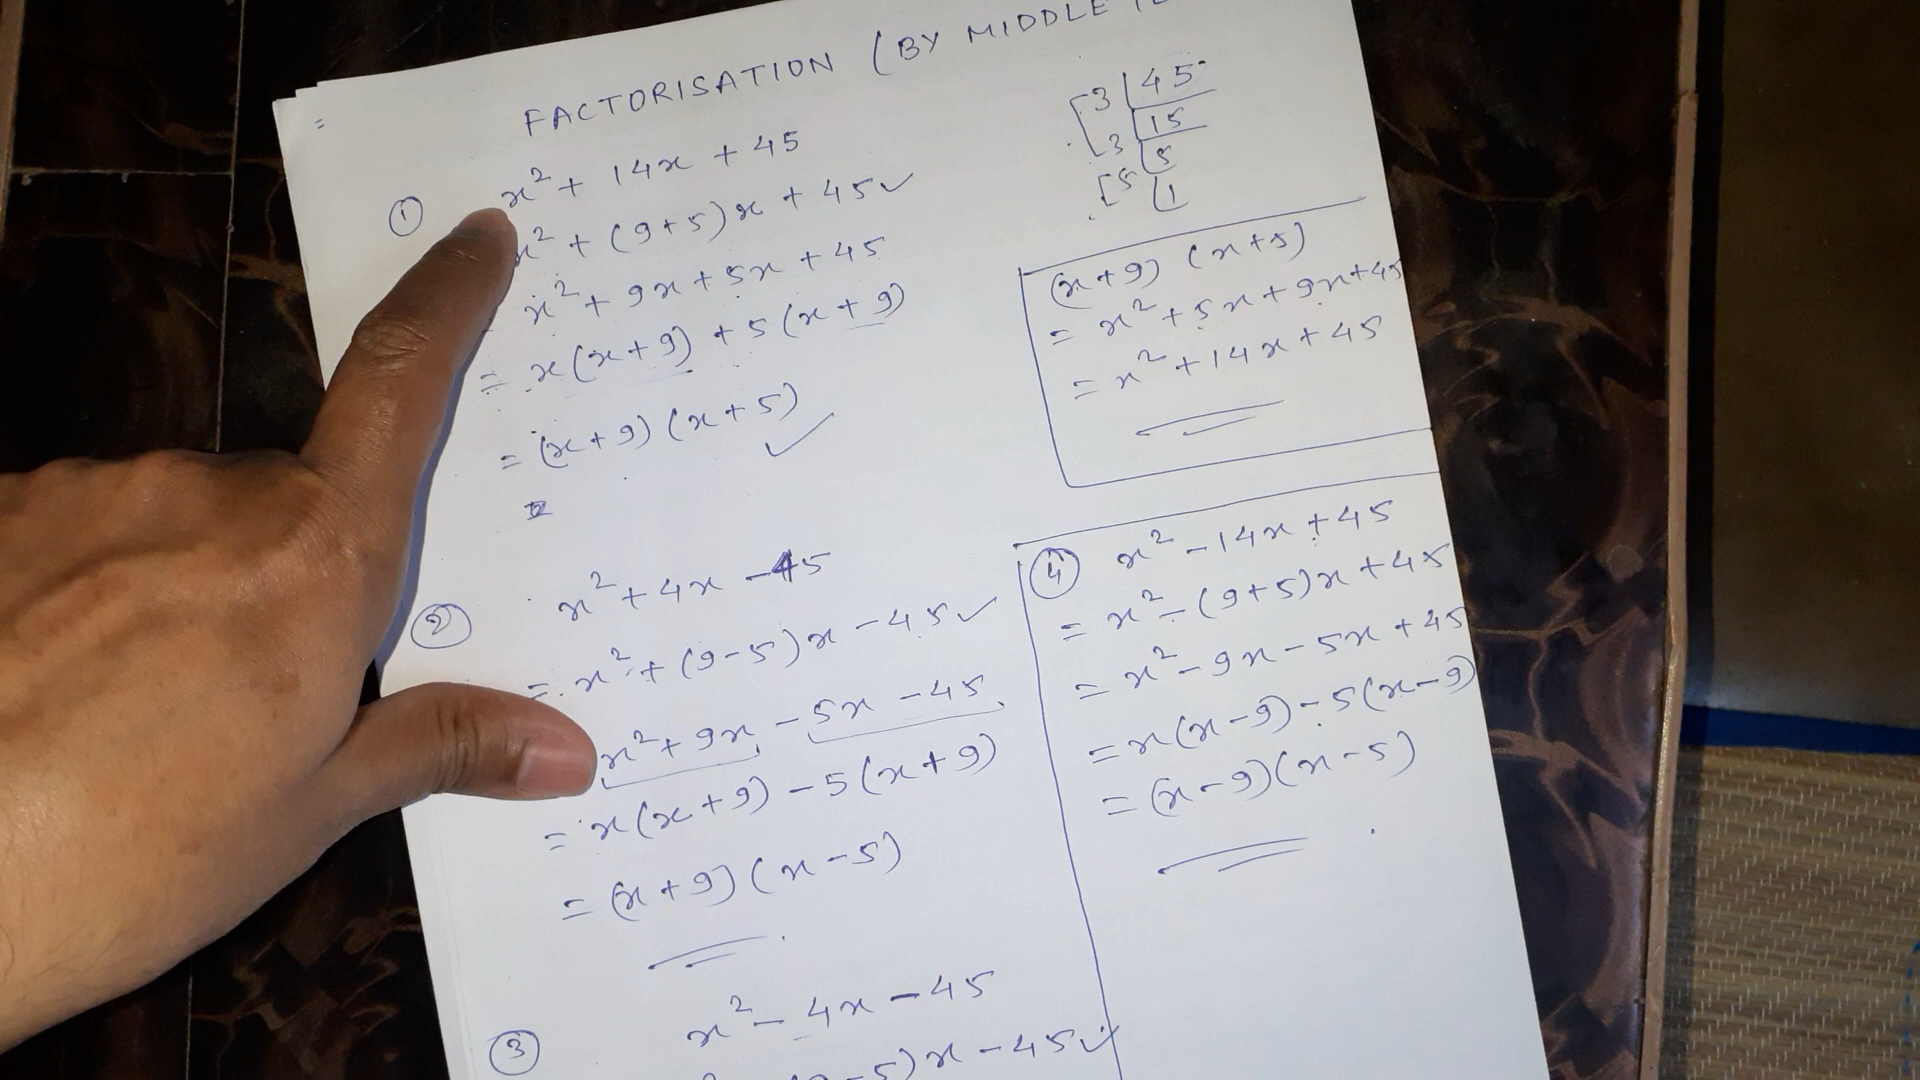 FACTORISATION (BY MIDDLE
① x² + 14x + 45
x² + (9+5)x + 45 ✓
x² + 9x + 5x + 45
= x(x+9) + 5(x+9)
= (x+9)(x+5) ✓
3 | 45
3 | 15
5 | 5
1
(x+9)(x+5)
= x² + 5x + 9x + 45
= x² + 14x + 45
② x² + 4x - 45
= x² + (9-5)x - 45 ✓
x² + 9x - 5x - 45
= x(x+9) - 5(x+9)
= (x+9)(x-5)
③ x² - 4x - 45
-5)x - 45 ✓
④ x² - 14x + 45
= x² - (9+5)x + 45
= x² - 9x - 5x + 45
= x(x-9) - 5(x-9)
= (x-9)(x-5)